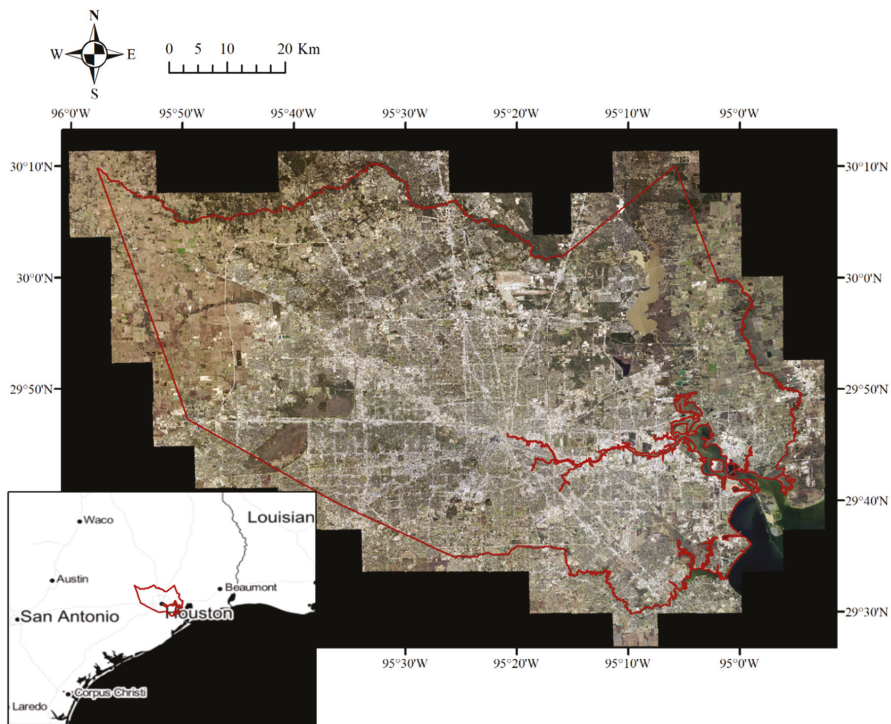 N
W E
S
0 5 10 20 Km
96°0'W 95°50'W 95°40'W 95°30'W 95°20'W 95°10'W 95°0'W
30°10'N 30°10'N
30°0'N 30°0'N
29°50'N 29°50'N
29°40'N
29°30'N
95°30'W 95°20'W 95°10'W 95°0'W
Waco
Louisian
Austin
Beaumont
Houston
San Antonio
Corpus Christi
Laredo